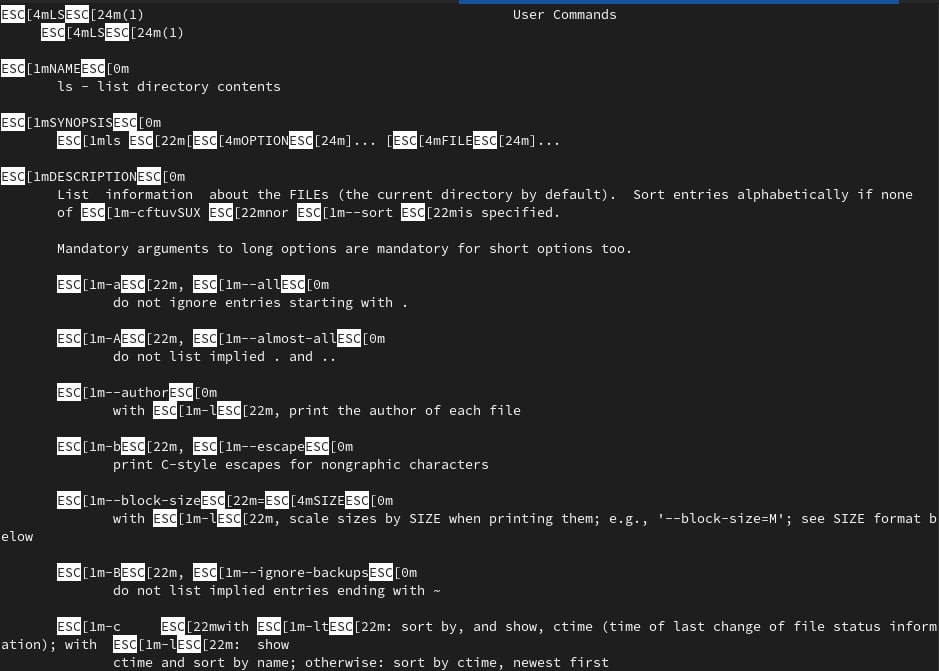 ESC[4mLSESC[24m(1)                                              User Commands
     ESC[4mLSESC[24m(1)

ESC[1mNAMEESC[0m
       ls - list directory contents

ESC[1mSYNOPSISESC[0m
       ESC[1mls ESC[22m[ESC[4mOPTIONESC[24m]... [ESC[4mFILEESC[24m]...

ESC[1mDESCRIPTIONESC[0m
       List  information  about the FILEs (the current directory by default).  Sort entries alphabetically if none
       of ESC[1m-cftuvSUX ESC[22mnor ESC[1m--sort ESC[22mis specified.

       Mandatory arguments to long options are mandatory for short options too.

       ESC[1m-aESC[22m, ESC[1m--allESC[0m
              do not ignore entries starting with .

       ESC[1m-AESC[22m, ESC[1m--almost-allESC[0m
              do not list implied . and ..

       ESC[1m--authorESC[0m
              with ESC[1m-lESC[22m, print the author of each file

       ESC[1m-bESC[22m, ESC[1m--escapeESC[0m
              print C-style escapes for nongraphic characters

       ESC[1m--block-sizeESC[22m=ESC[4mSIZEESC[0m
              with ESC[1m-lESC[22m, scale sizes by SIZE when printing them; e.g., '--block-size=M'; see SIZE format b
elow

       ESC[1m-BESC[22m, ESC[1m--ignore-backupsESC[0m
              do not list implied entries ending with ~

       ESC[1m-c     ESC[22mwith ESC[1m-ltESC[22m: sort by, and show, ctime (time of last change of file status inform
ation); with  ESC[1m-lESC[22m:  show
              ctime and sort by name; otherwise: sort by ctime, newest first